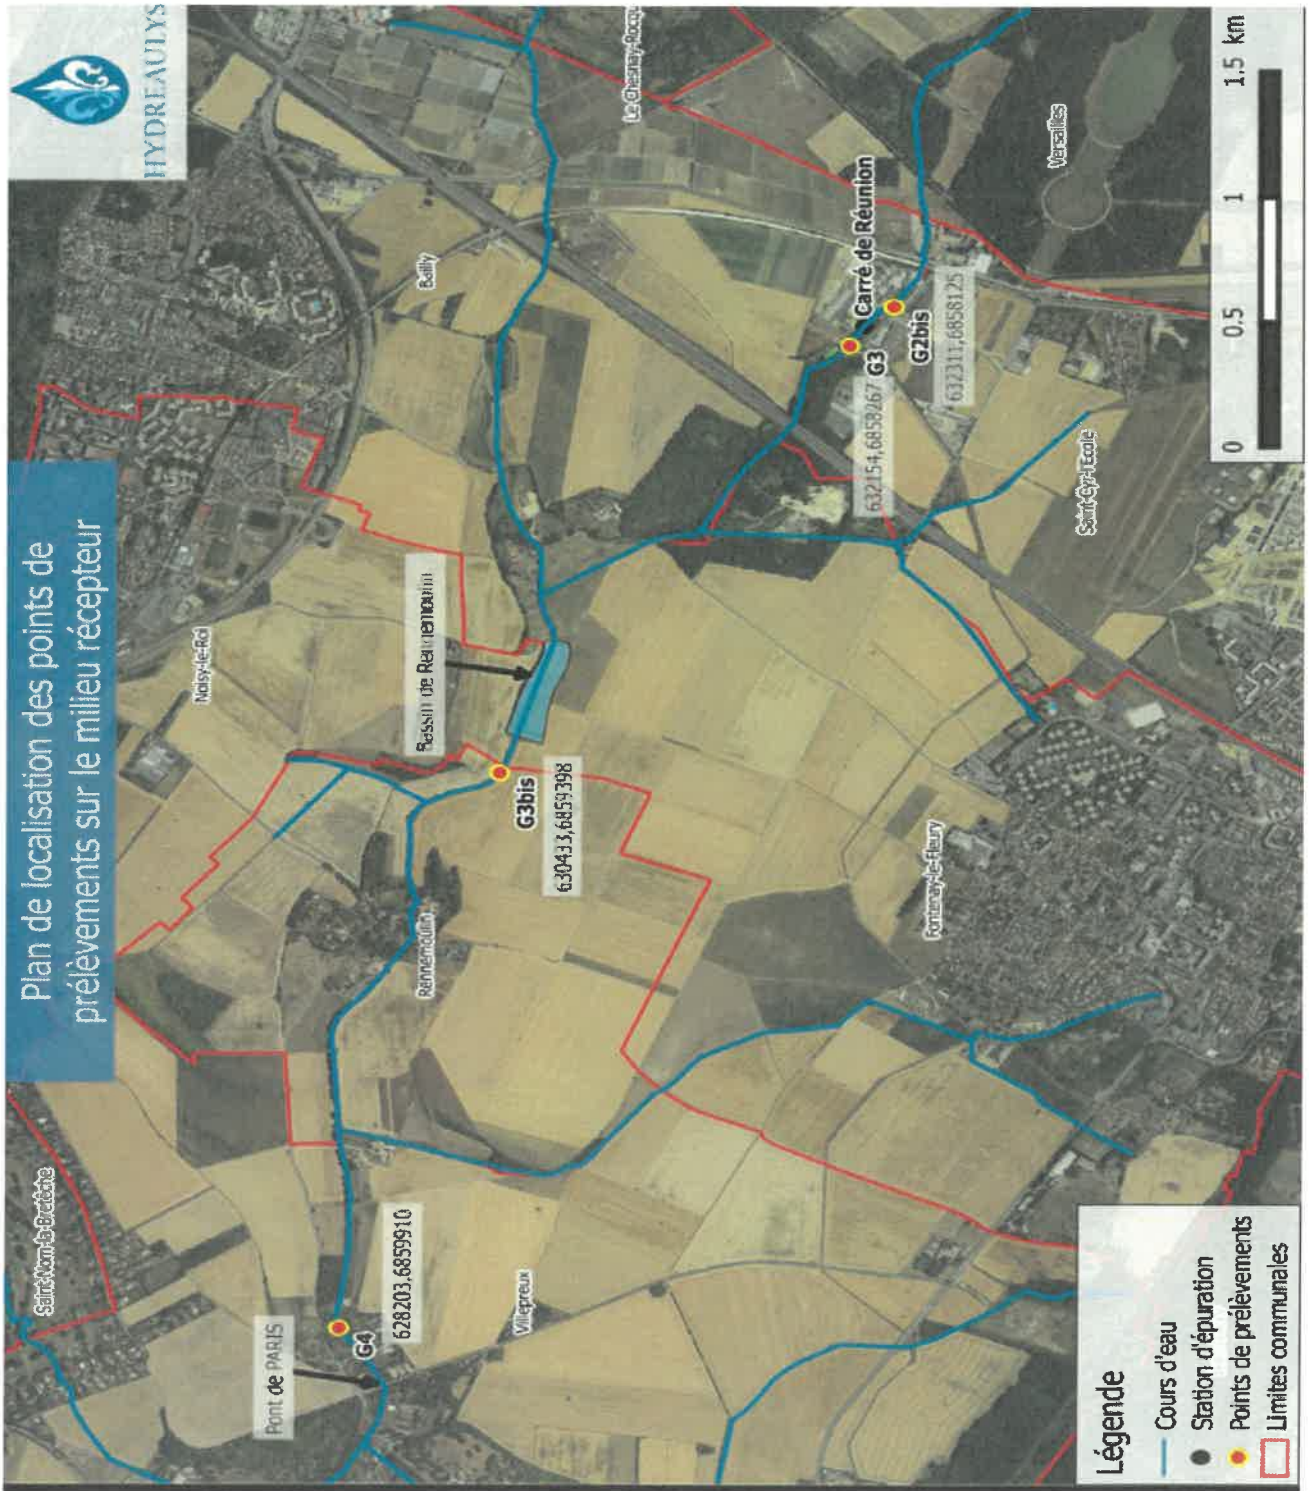 Plan de localisation des points de
prélèvements sur le milieu récepteur
HYDREAULYS
Saint-Nom-la-Bretèche
Noisy-le-Roi
Bailly
Le Chesnay-Rocqu
Pont de PARIS
G4
628203,6859910
Rennemoulin
Bassin de Rennemoulin
G3bis
630433,6859398
Villepreux
Carré de Réunion
G3
632154,6858267
G2bis
632311,6858125
Versailles
Fontenay-le-Fleury
Saint-Cyr-l'École
Légende
Cours d'eau
Station d'épuration
Points de prélèvements
Limites communales
0 0.5 1 1.5 km